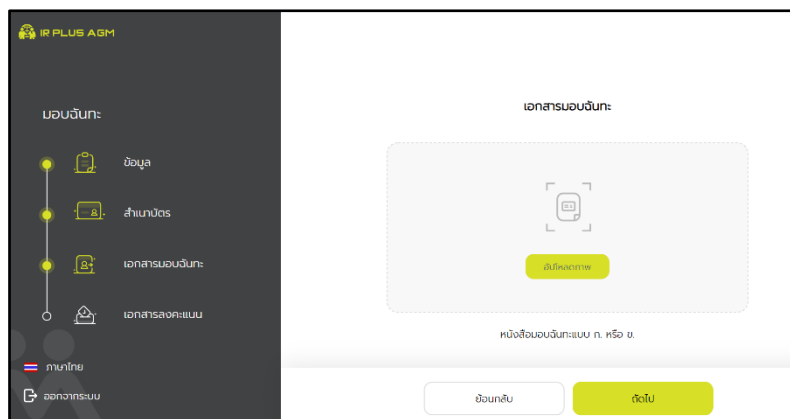 IR PLUS AGM
มอบฉันทะ
ข้อมูล
สำเนาบัตร
เอกสารมอบฉันทะ
เอกสารลงคะแนน
ภาษาไทย
ออกจากระบบ
เอกสารมอบฉันทะ
อัปโหลดภาพ
หนังสือมอบฉันทะแบบ ก. หรือ ข.
ย้อนกลับ
ถัดไป